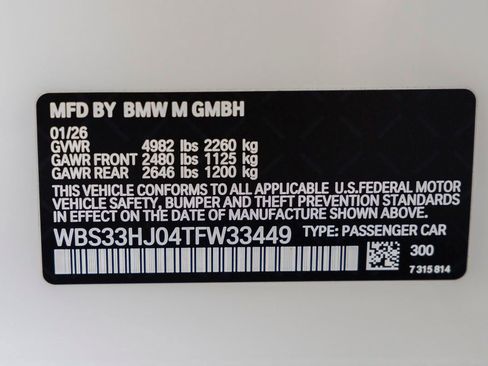 MFD BY BMW M GMBH
01/26
GVWR 4982 lbs 2260 kg
GAWR FRONT 2480 lbs 1125 kg
GAWR REAR 2646 lbs 1200 kg
THIS VEHICLE CONFORMS TO ALL APPLICABLE U.S.FEDERAL MOTOR
VEHICLE SAFETY, BUMPER AND THEFT PREVENTION STANDARDS
IN EFFECT ON THE DATE OF MANUFACTURE SHOWN ABOVE.
WBS33HJ04TFW33449 TYPE: PASSENGER CAR
300
7 315 814